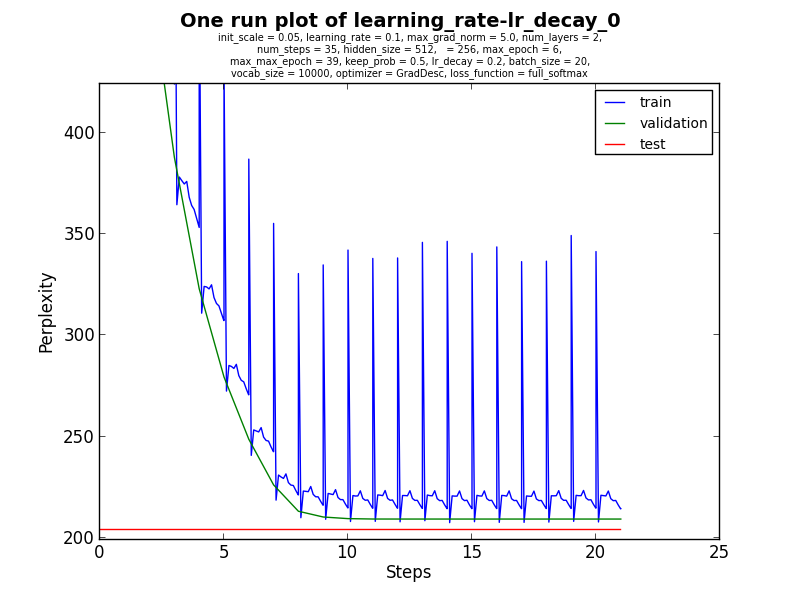 One run plot of learning_rate-lr_decay_0
init_scale = 0.05, learning_rate = 0.1, max_grad_norm = 5.0, num_layers = 2,
num_steps = 35, hidden_size = 512,   = 256, max_epoch = 6,
max_max_epoch = 39, keep_prob = 0.5, lr_decay = 0.2, batch_size = 20,
vocab_size = 10000, optimizer = GradDesc, loss_function = full_softmax
train
validation
test
Perplexity
400
350
300
250
200
0 5 10 15 20 25
Steps